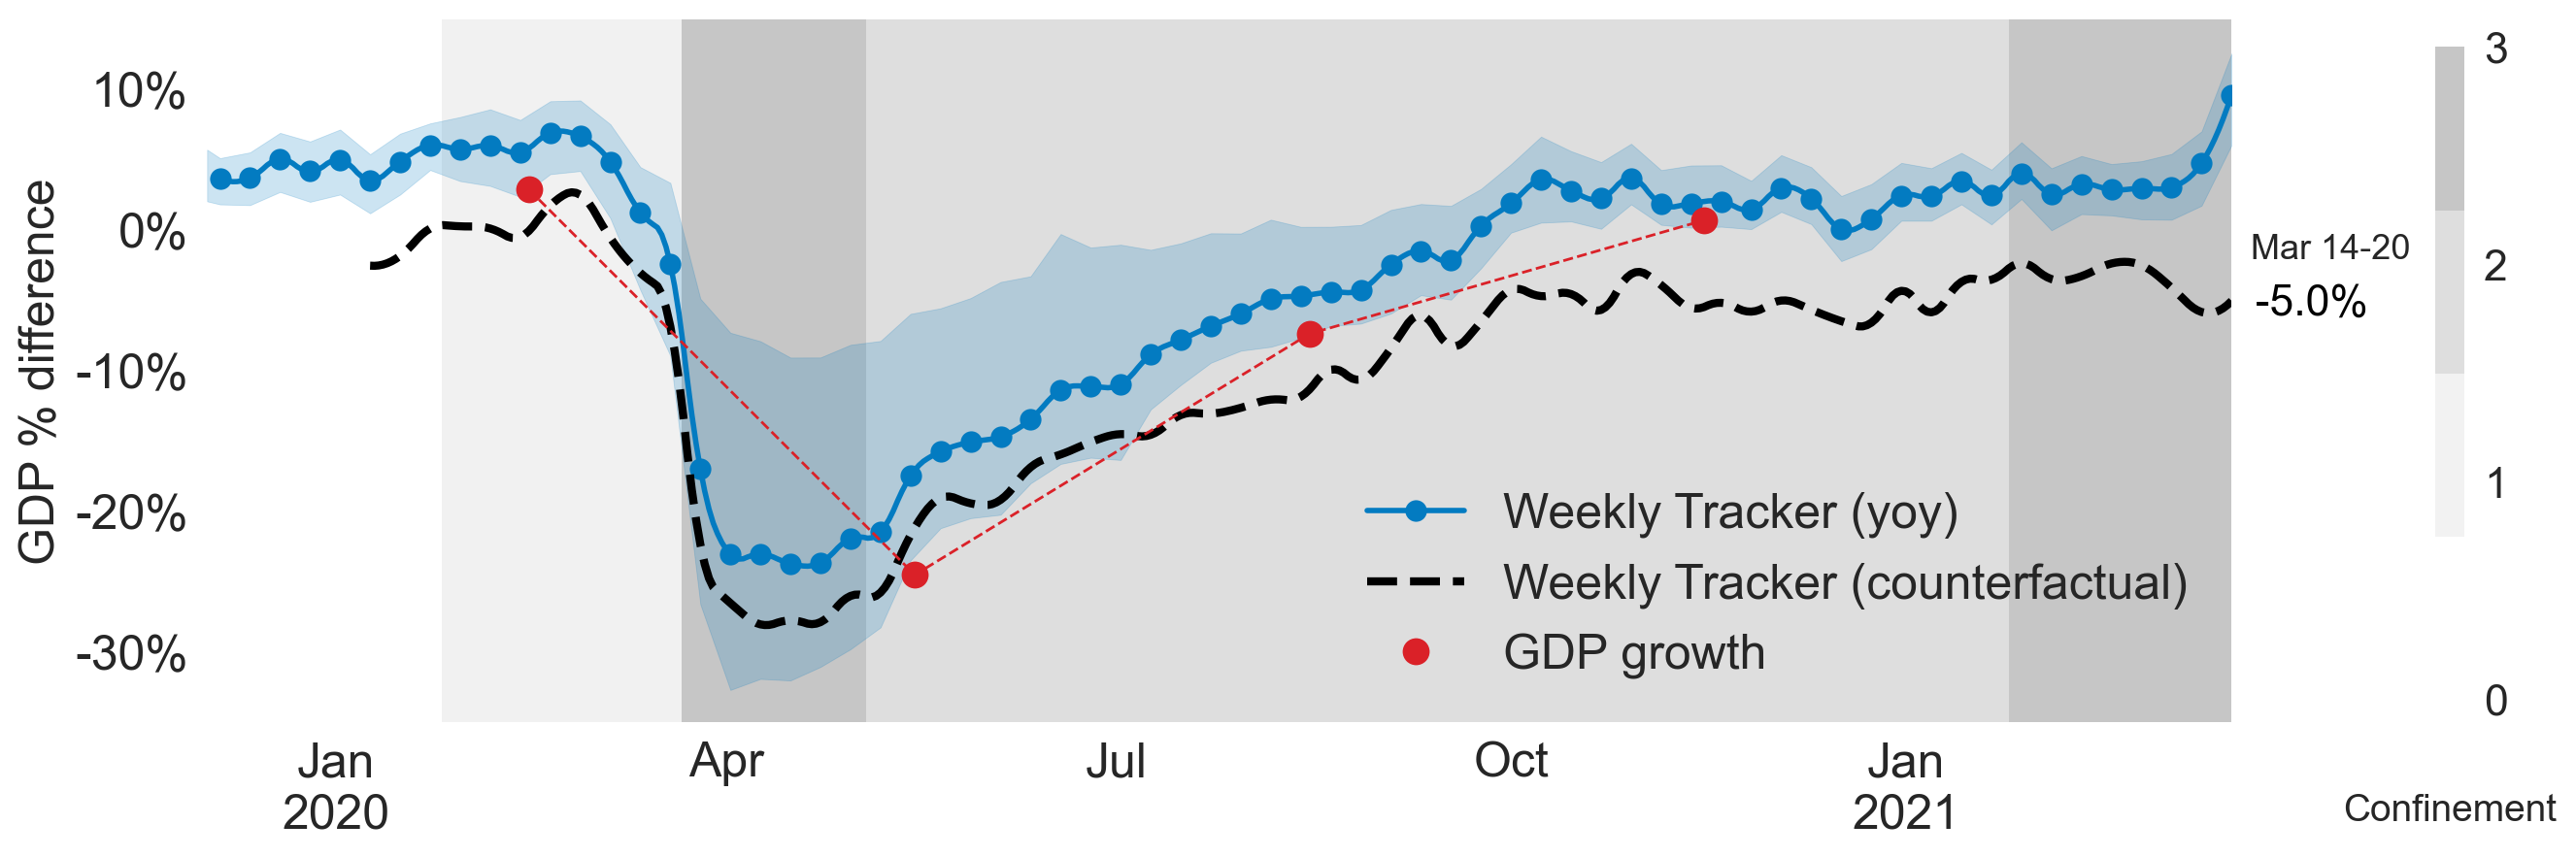 GDP % difference
10%
0%
-10%
-20%
-30%
Jan
2020
Apr
Jul
Oct
Jan
2021
Weekly Tracker (yoy)
Weekly Tracker (counterfactual)
GDP growth
Mar 14-20
-5.0%
3
2
1
0
Confinement